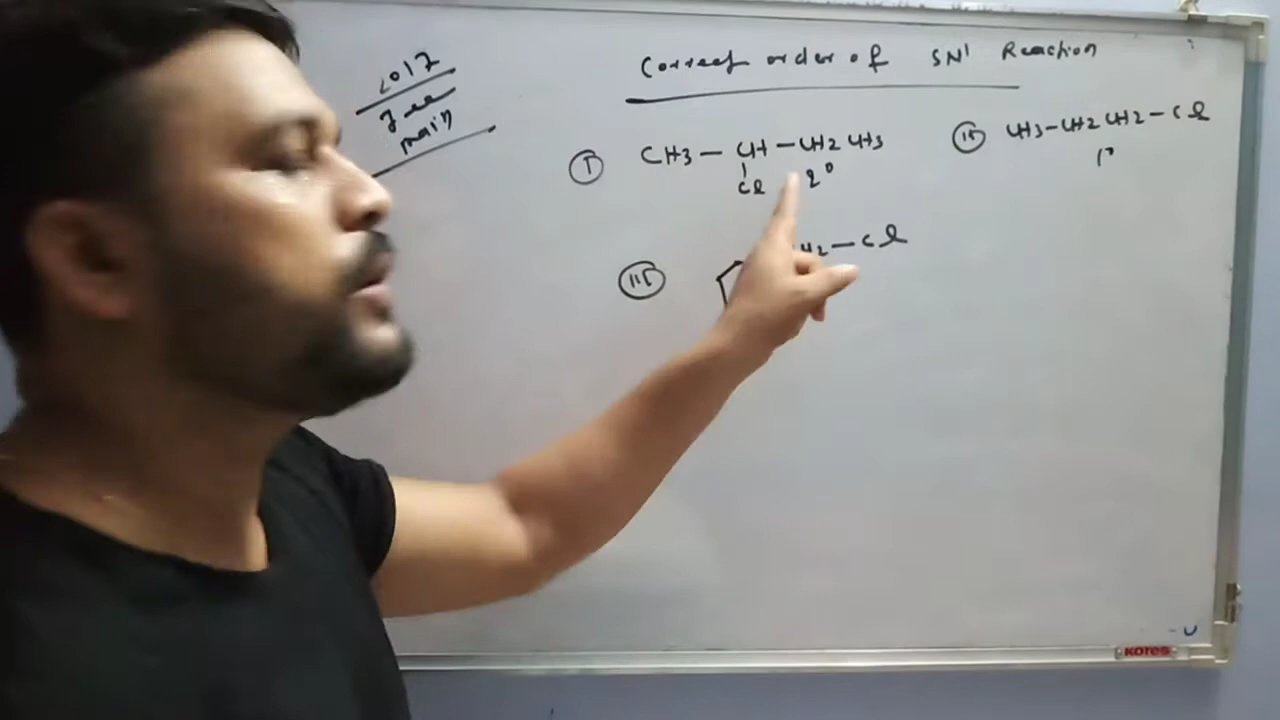 2017
Jee
main
Correct order of SN1 Reaction
I CH3 — CH — CH2 CH3
Cl 2°
II CH3 — CH2 CH2 — Cl
1°
III H2 — Cl
KORES